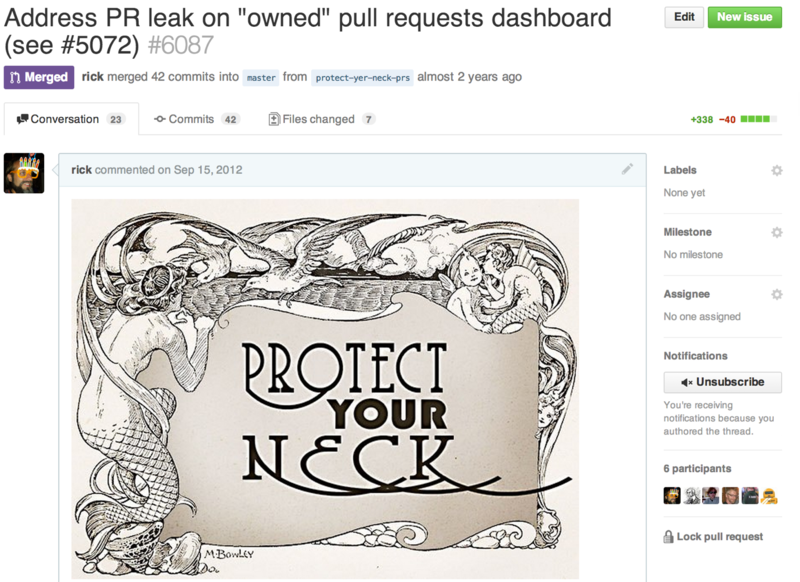 Address PR leak on "owned" pull requests dashboard
(see #5072) #6087
Edit
New issue
Merged rick merged 42 commits into master from protect-yer-neck-prs almost 2 years ago
Conversation 23 Commits 42 Files changed 7
+338 −40
rick commented on Sep 15, 2012
PROTECT
YOUR
NECK
M. Bowley
Do.
Labels
None yet
Milestone
No milestone
Assignee
No one assigned
Notifications
Unsubscribe
You're receiving
notifications because you
authored the thread.
6 participants
Lock pull request